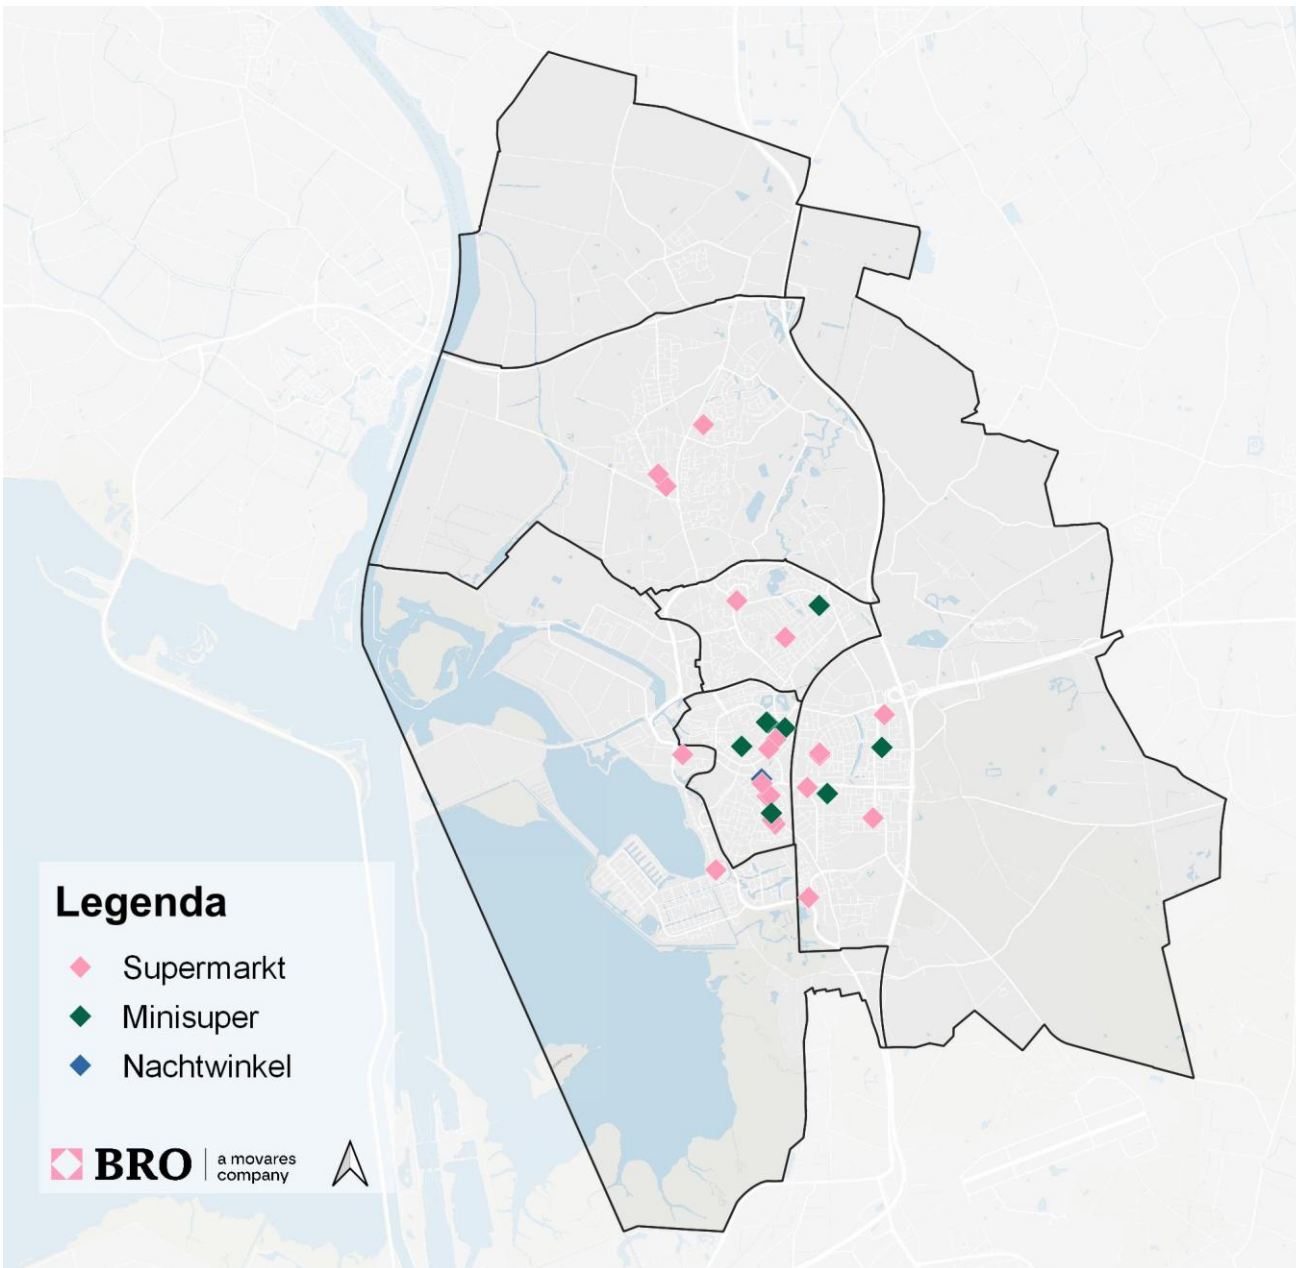 Legenda
Supermarkt
Minisuper
Nachtwinkel
BRO
a movares
company